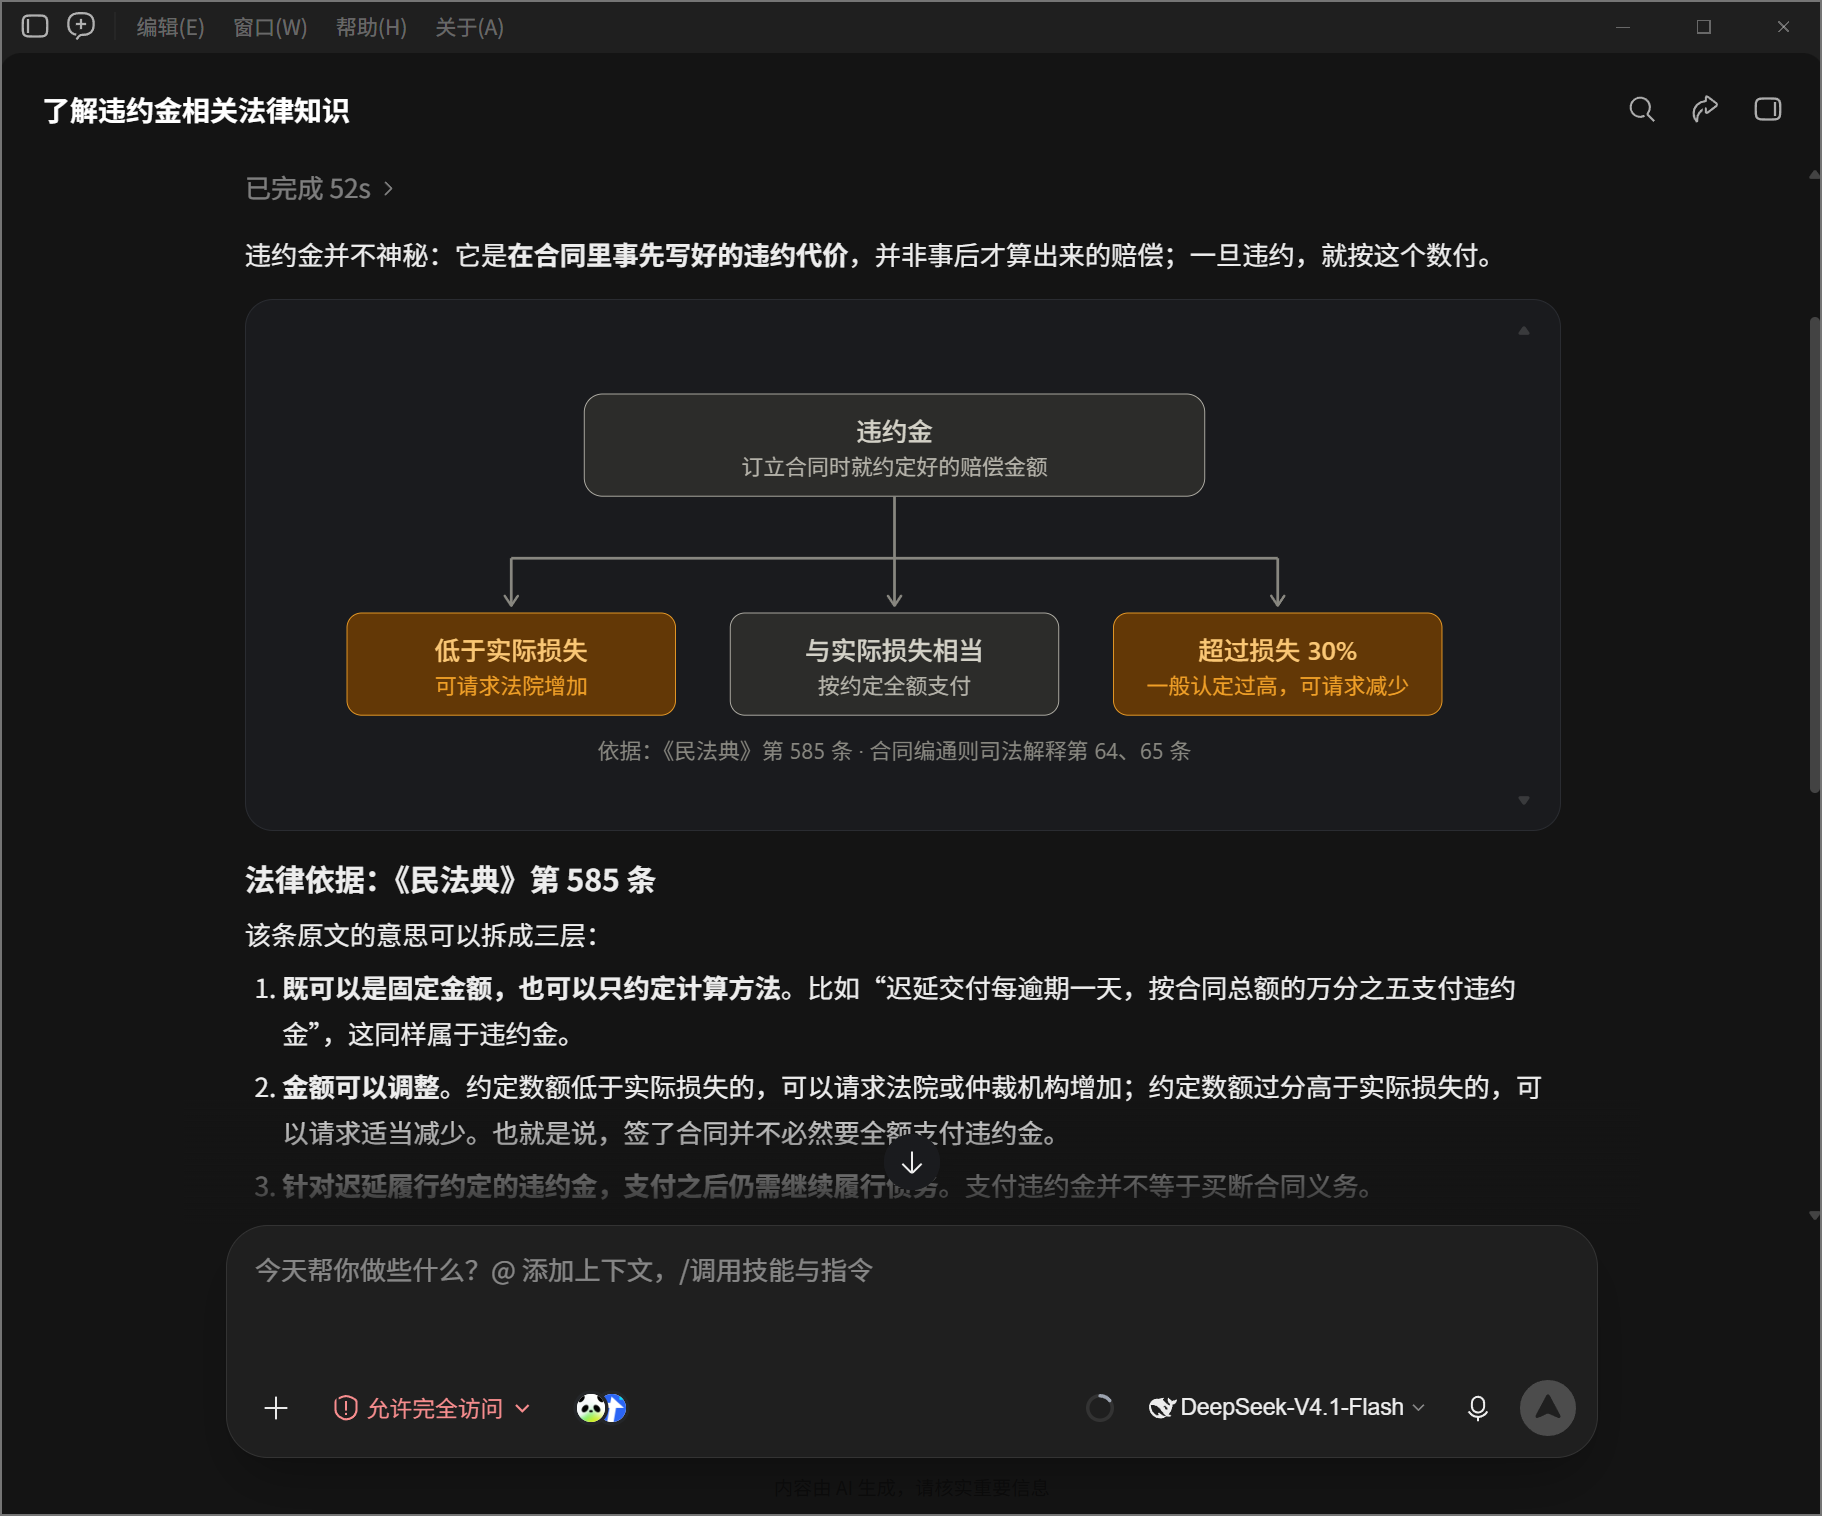 编辑(E) 窗口(W) 帮助(H) 关于(A)
了解违约金相关法律知识
已完成 52s
违约金并不神秘：它是在合同里事先写好的违约代价，并非事后才算出来的赔偿；一旦违约，就按这个数付。
违约金
订立合同时就约定好的赔偿金额
低于实际损失
可请求法院增加
与实际损失相当
按约定全额支付
超过损失 30%
一般认定过高，可请求减少
依据：《民法典》第 585 条 · 合同编通则司法解释第 64、65 条
法律依据：《民法典》第 585 条
该条原文的意思可以拆成三层：
1. 既可以是固定金额，也可以只约定计算方法。比如“迟延交付每逾期一天，按合同总额的万分之五支付违约
金”，这同样属于违约金。
2. 金额可以调整。约定数额低于实际损失的，可以请求法院或仲裁机构增加；约定数额过分高于实际损失的，可
以请求适当减少。也就是说，签了合同并不必然要全额支付违约金。
3. 针对迟延履行约定的违约金，支付之后仍需继续履行债务。支付违约金并不等于买断合同义务。
今天帮你做些什么？@ 添加上下文，/调用技能与指令
允许完全访问
DeepSeek-V4.1-Flash
内容由 AI 生成，请核实重要信息